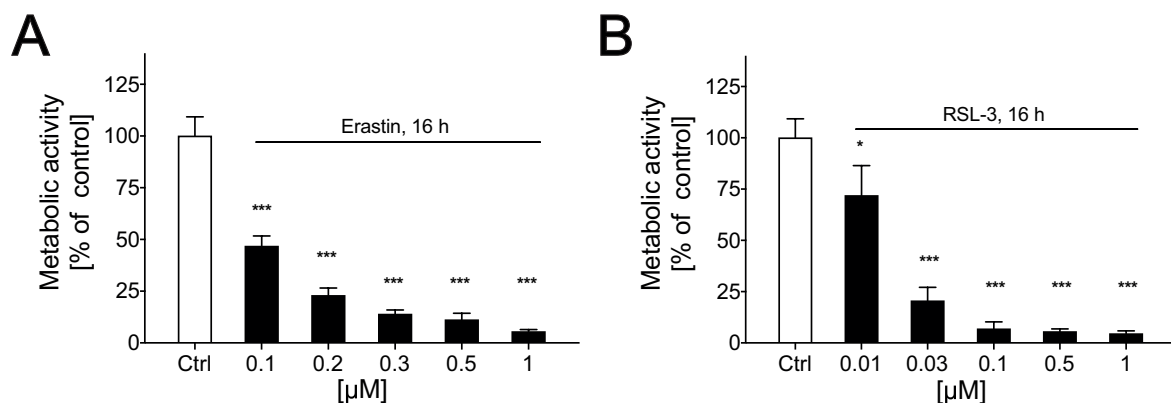 A
Metabolic activity
[% of control]
125
100
75
50
25
0
Erastin, 16 h
***
***
***
***
***
Ctrl
0.1
0.2
0.3
0.5
1
[µM]
B
Metabolic activity
[% of control]
125
100
75
50
25
0
RSL-3, 16 h
*
***
***
***
***
Ctrl
0.01
0.03
0.1
0.5
1
[µM]